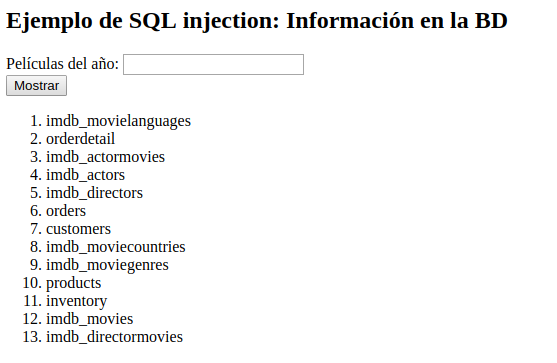 Ejemplo de SQL injection: Información en la BD
Películas del año:
Mostrar
1. imdb_movielanguages
2. orderdetail
3. imdb_actormovies
4. imdb_actors
5. imdb_directors
6. orders
7. customers
8. imdb_moviecountries
9. imdb_moviegenres
10. products
11. inventory
12. imdb_movies
13. imdb_directormovies